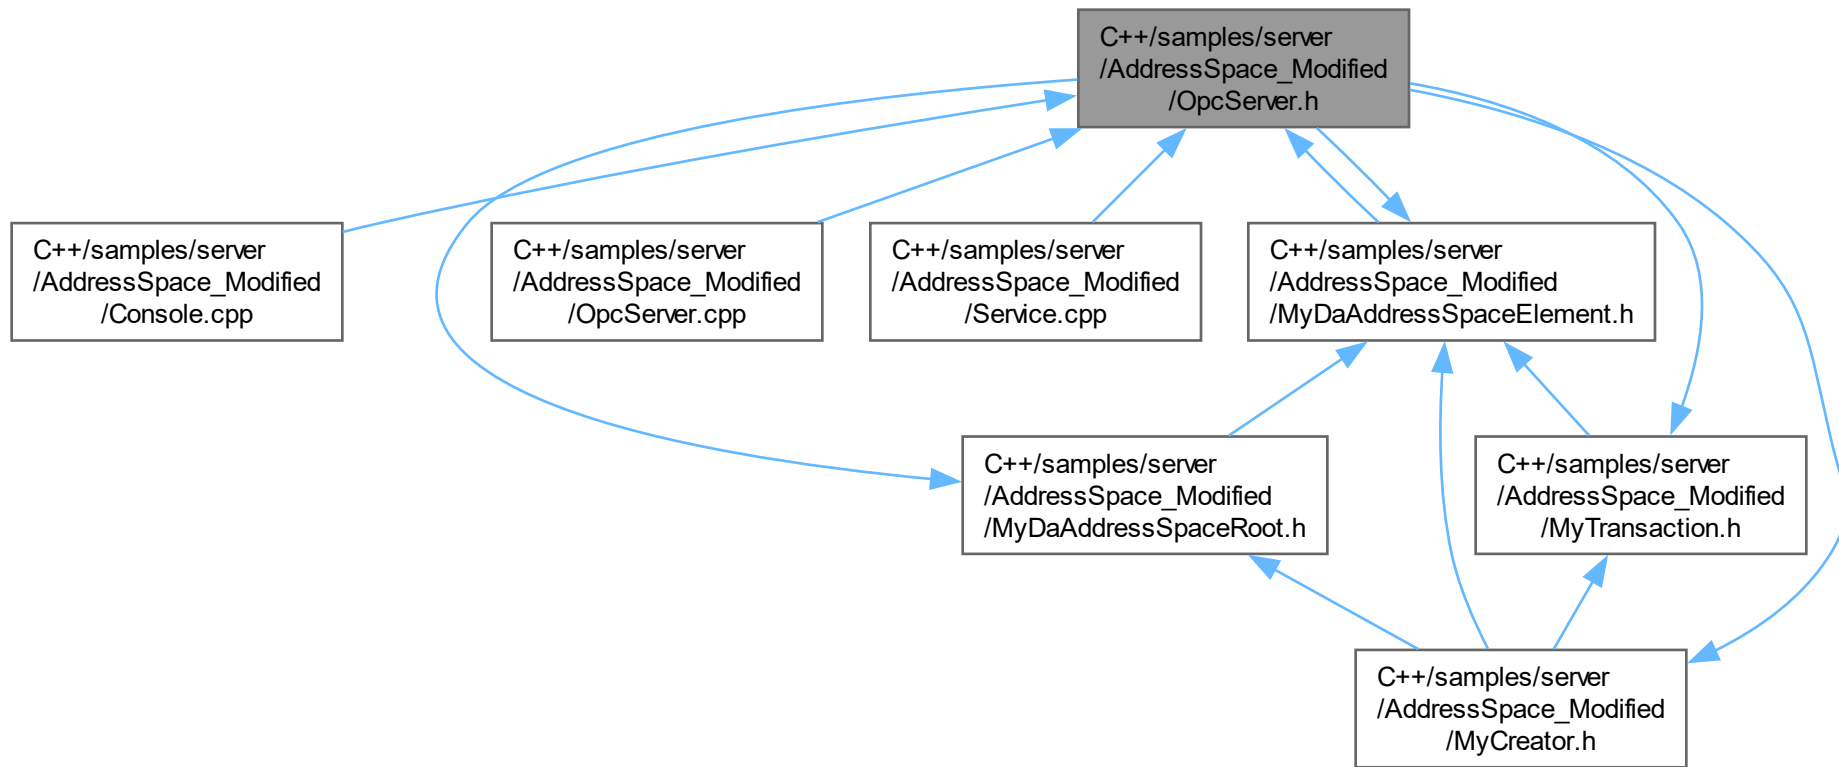 C++/samples/server
/AddressSpace_Modified
/OpcServer.h
C++/samples/server
/AddressSpace_Modified
/Console.cpp
C++/samples/server
/AddressSpace_Modified
/OpcServer.cpp
C++/samples/server
/AddressSpace_Modified
/Service.cpp
C++/samples/server
/AddressSpace_Modified
/MyDaAddressSpaceElement.h
C++/samples/server
/AddressSpace_Modified
/MyDaAddressSpaceRoot.h
C++/samples/server
/AddressSpace_Modified
/MyTransaction.h
C++/samples/server
/AddressSpace_Modified
/MyCreator.h